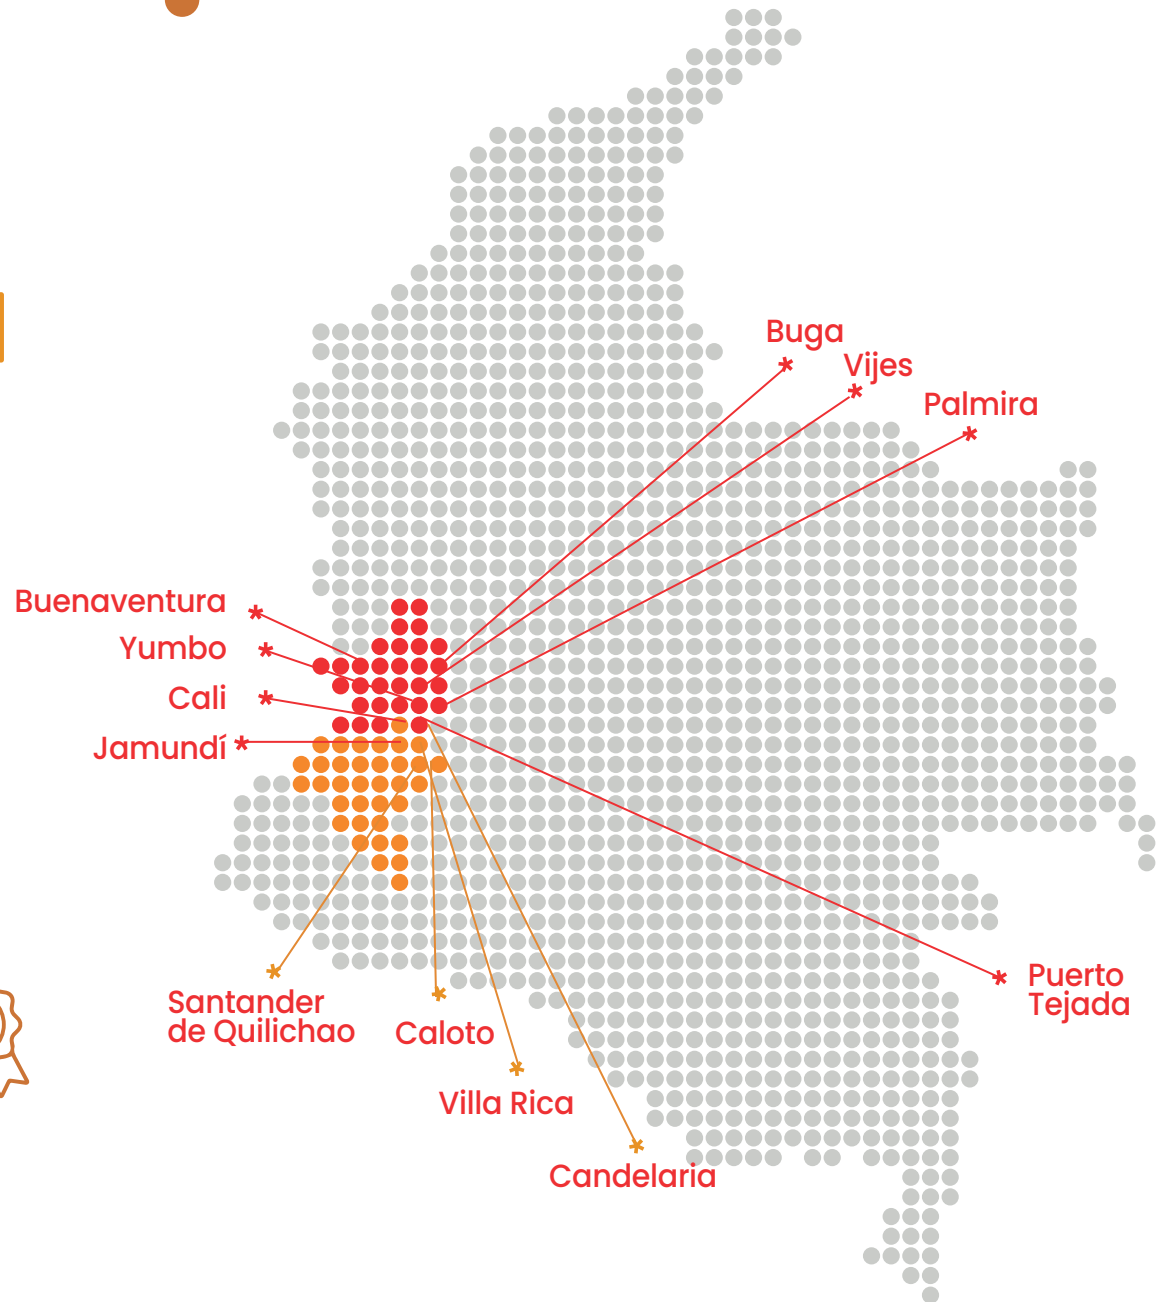 Buga
Vijes
Palmira
Buenaventura
Yumbo
Cali
Jamundí
Puerto
Tejada
Santander
de Quilichao
Caloto
Villa Rica
Candelaria